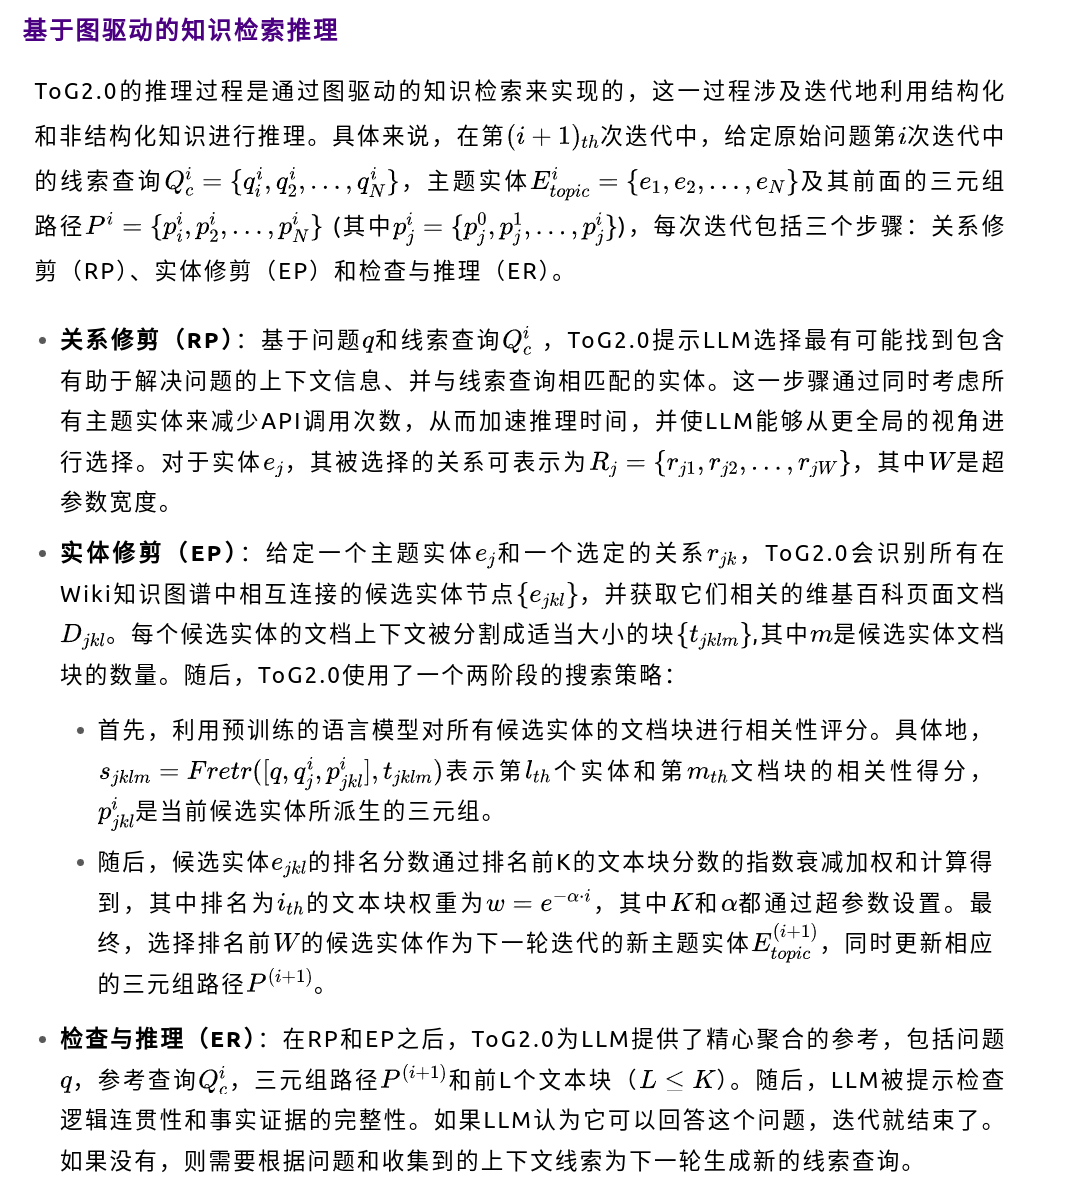 基于图驱动的知识检索推理
ToG2.0的推理过程是通过图驱动的知识检索来实现的，这一过程涉及迭代地利用结构化
和非结构化知识进行推理。具体来说，在第$(i+1)_{th}$次迭代中，给定原始问题第$i$次迭代中
的线索查询$Q_c^i = \{q_i^i, q_2^i, \ldots, q_N^i\}$，主题实体$E_{topic}^i = \{e_1, e_2, \ldots, e_N\}$及其前面的三元组
路径$P^i = \{p_i^i, p_2^i, \ldots, p_N^i\}$ (其中$p_j^i = \{p_j^0, p_j^1, \ldots, p_j^i\}$)，每次迭代包括三个步骤：关系修
剪（RP）、实体修剪（EP）和检查与推理（ER）。
• 关系修剪（RP）：基于问题$q$和线索查询$Q_c^i$ ，ToG2.0提示LLM选择最有可能找到包含
有助于解决问题的上下文信息、并与线索查询相匹配的实体。这一步骤通过同时考虑所
有主题实体来减少API调用次数，从而加速推理时间，并使LLM能够从更全局的视角进
行选择。对于实体$e_j$，其被选择的关系可表示为$R_j = \{r_{j1}, r_{j2}, \ldots, r_{jW}\}$，其中$W$是超
参数宽度。
• 实体修剪（EP）：给定一个主题实体$e_j$和一个选定的关系$r_{jk}$，ToG2.0会识别所有在
Wiki知识图谱中相互连接的候选实体节点$\{e_{jkl}\}$，并获取它们相关的维基百科页面文档
$D_{jkl}$。每个候选实体的文档上下文被分割成适当大小的块$\{t_{jklm}\}$,其中$m$是候选实体文档
块的数量。随后，ToG2.0使用了一个两阶段的搜索策略：
• 首先，利用预训练的语言模型对所有候选实体的文档块进行相关性评分。具体地，
$s_{jklm} = Fretr([q, q_j^i, p_{jkl}^i], t_{jklm})$表示第$l_{th}$个实体和第$m_{th}$文档块的相关性得分，
$p_{jkl}^i$是当前候选实体所派生的三元组。
• 随后，候选实体$e_{jkl}$的排名分数通过排名前K的文本块分数的指数衰减加权和计算得
到，其中排名为$i_{th}$的文本块权重为$w = e^{-\alpha \cdot i}$，其中$K$和$\alpha$都通过超参数设置。最
终，选择排名前$W$的候选实体作为下一轮迭代的新主题实体$E_{topic}^{(i+1)}$，同时更新相应
的三元组路径$P^{(i+1)}$。
• 检查与推理（ER）：在RP和EP之后，ToG2.0为LLM提供了精心聚合的参考，包括问题
$q$，参考查询$Q_c^i$，三元组路径$P^{(i+1)}$和前L个文本块（$L \leq K$）。随后，LLM被提示检查
逻辑连贯性和事实证据的完整性。如果LLM认为它可以回答这个问题，迭代就结束了。
如果没有，则需要根据问题和收集到的上下文线索为下一轮生成新的线索查询。